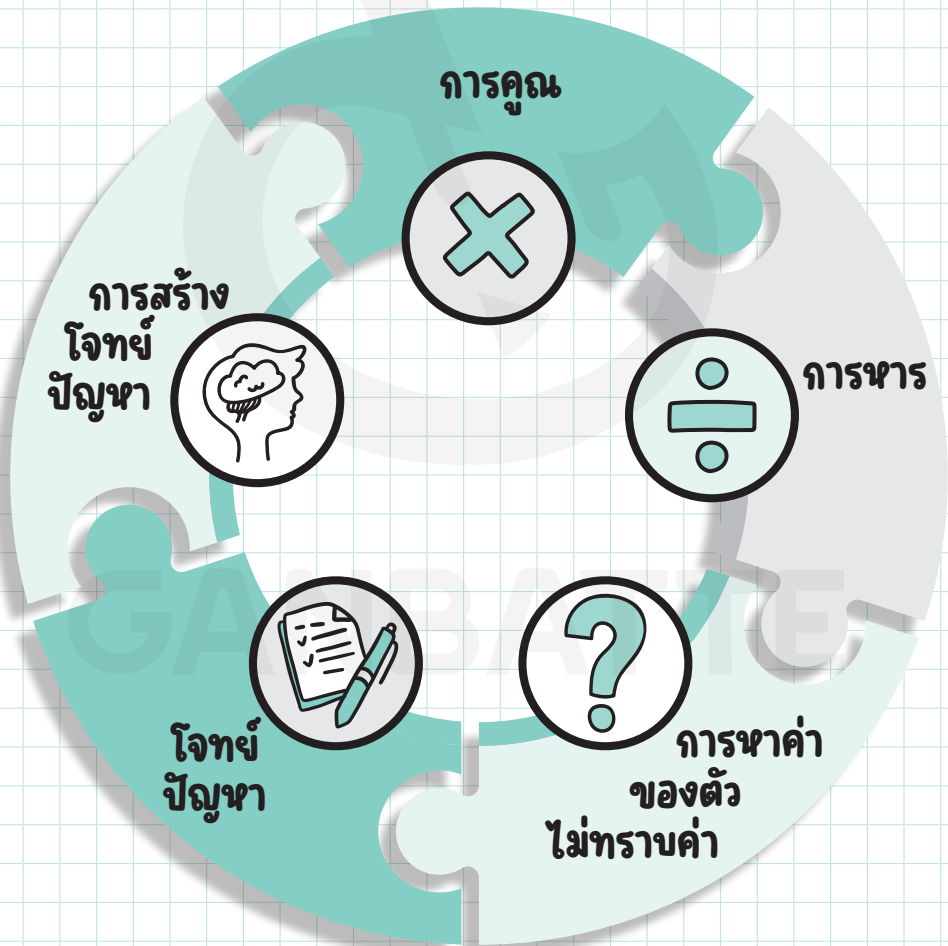 การคูณ
การหาร
การหาค่า
ของตัว
ไม่ทราบค่า
โจทย์
ปัญหา
การสร้าง
โจทย์
ปัญหา
GANBATTE